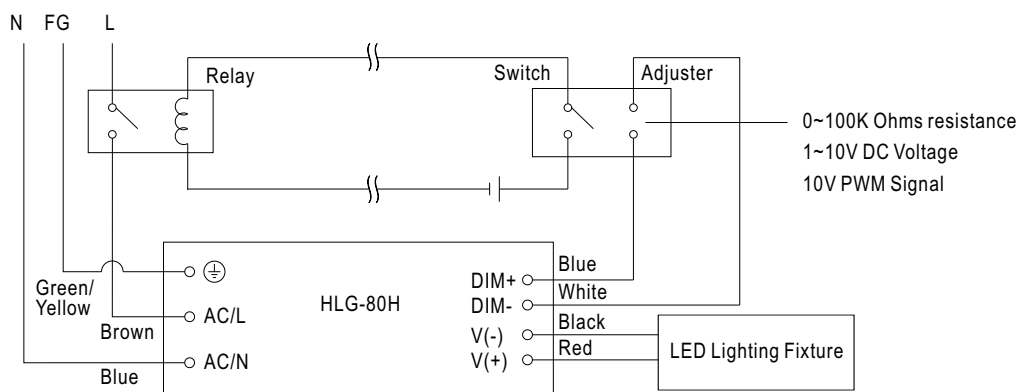 N FG L
Relay
Switch
Adjuster
0~100K Ohms resistance
1~10V DC Voltage
10V PWM Signal
Green/
Yellow
Brown
Blue
AC/L
AC/N
HLG-80H
DIM+
DIM-
V(-)
V(+)
Blue
White
Black
Red
LED Lighting Fixture